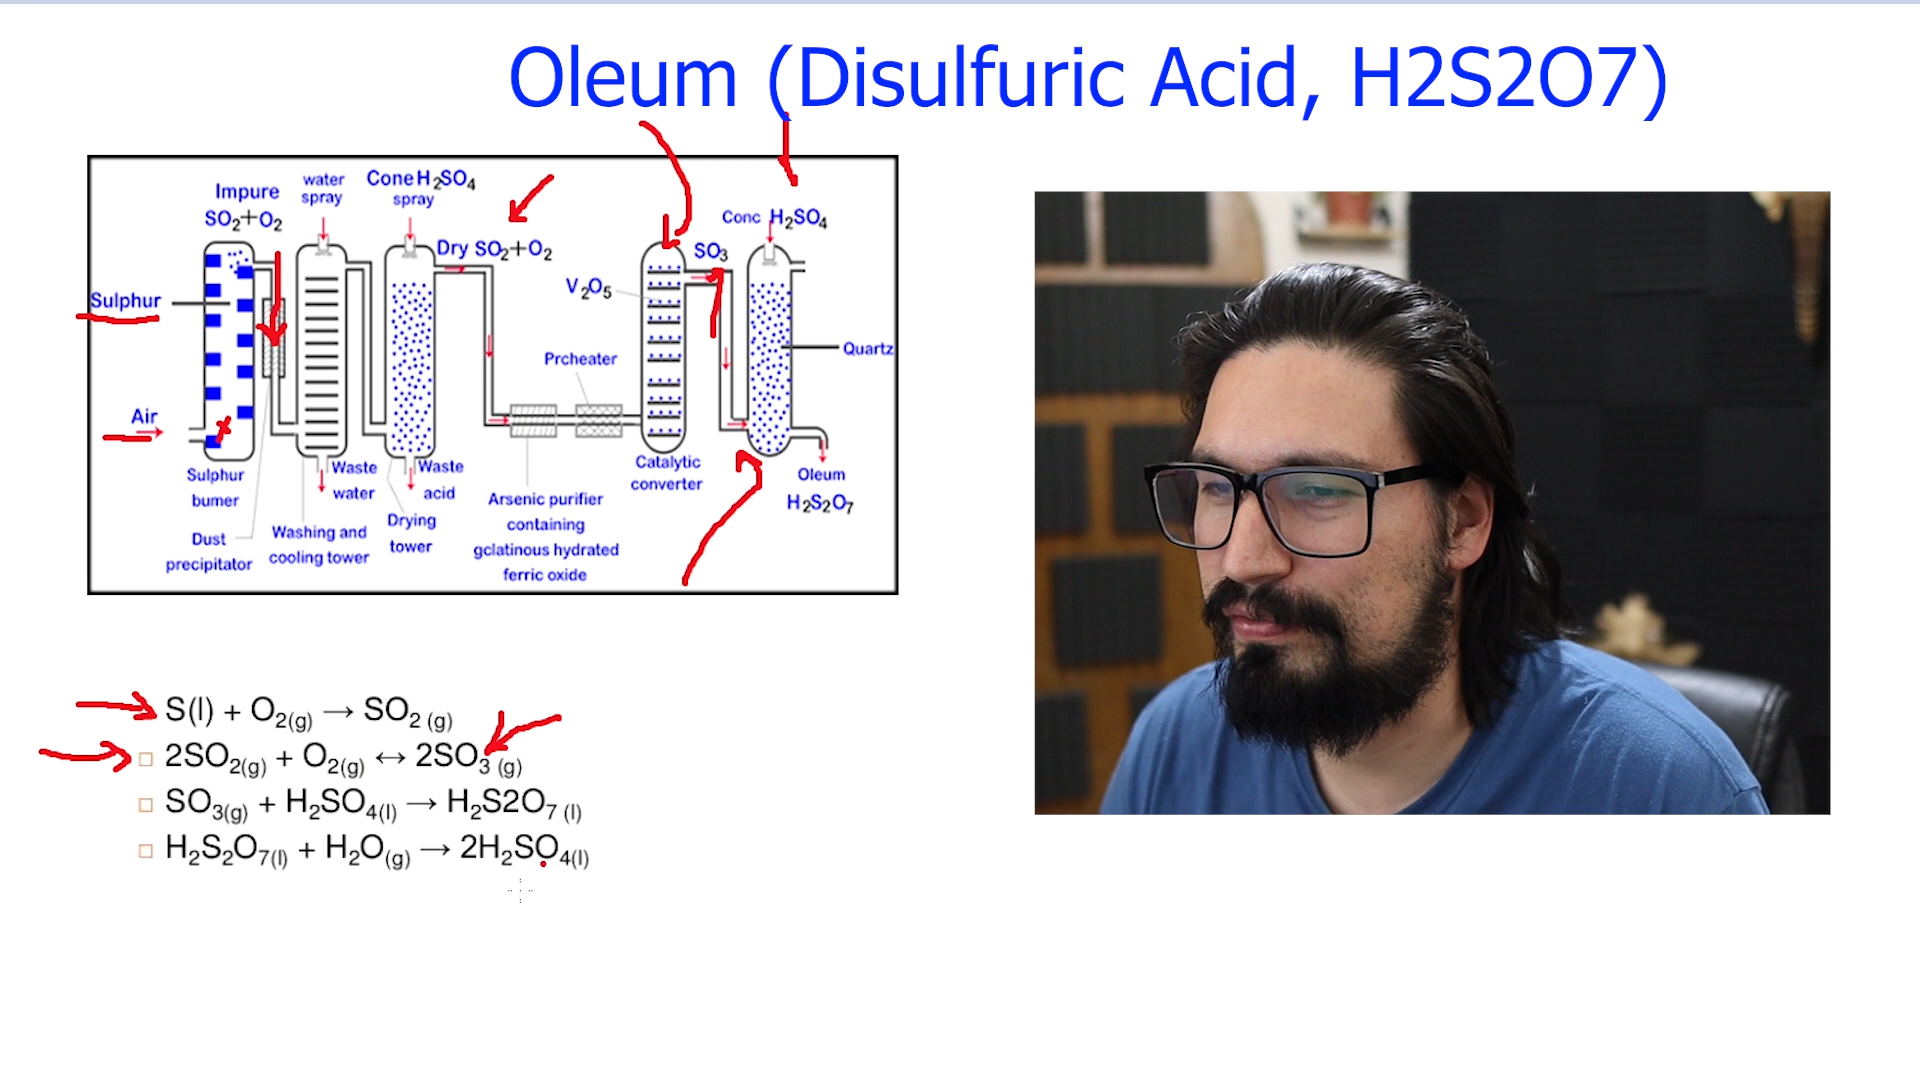 Oleum (Disulfuric Acid, H2S2O7)
Impure
SO2+O2
water
spray
Cone H2SO4
spray
Dry SO2+O2
SO3
Conc H2SO4
V2O5
Sulphur
Air
Prcheater
Quartz
Sulphur
bumer
Dust
precipitator
Waste
water
Washing and
cooling tower
Waste
acid
Drying
tower
Arsenic purifier
containing
gclatinous hydrated
ferric oxide
Catalytic
converter
Oleum
H2S2O7
S(l) + O2(g) → SO2 (g)
2SO2(g) + O2(g) ↔ 2SO3 (g)
SO3(g) + H2SO4(l) → H2S2O7 (l)
H2S2O7(l) + H2O(g) → 2H2SO4(l)